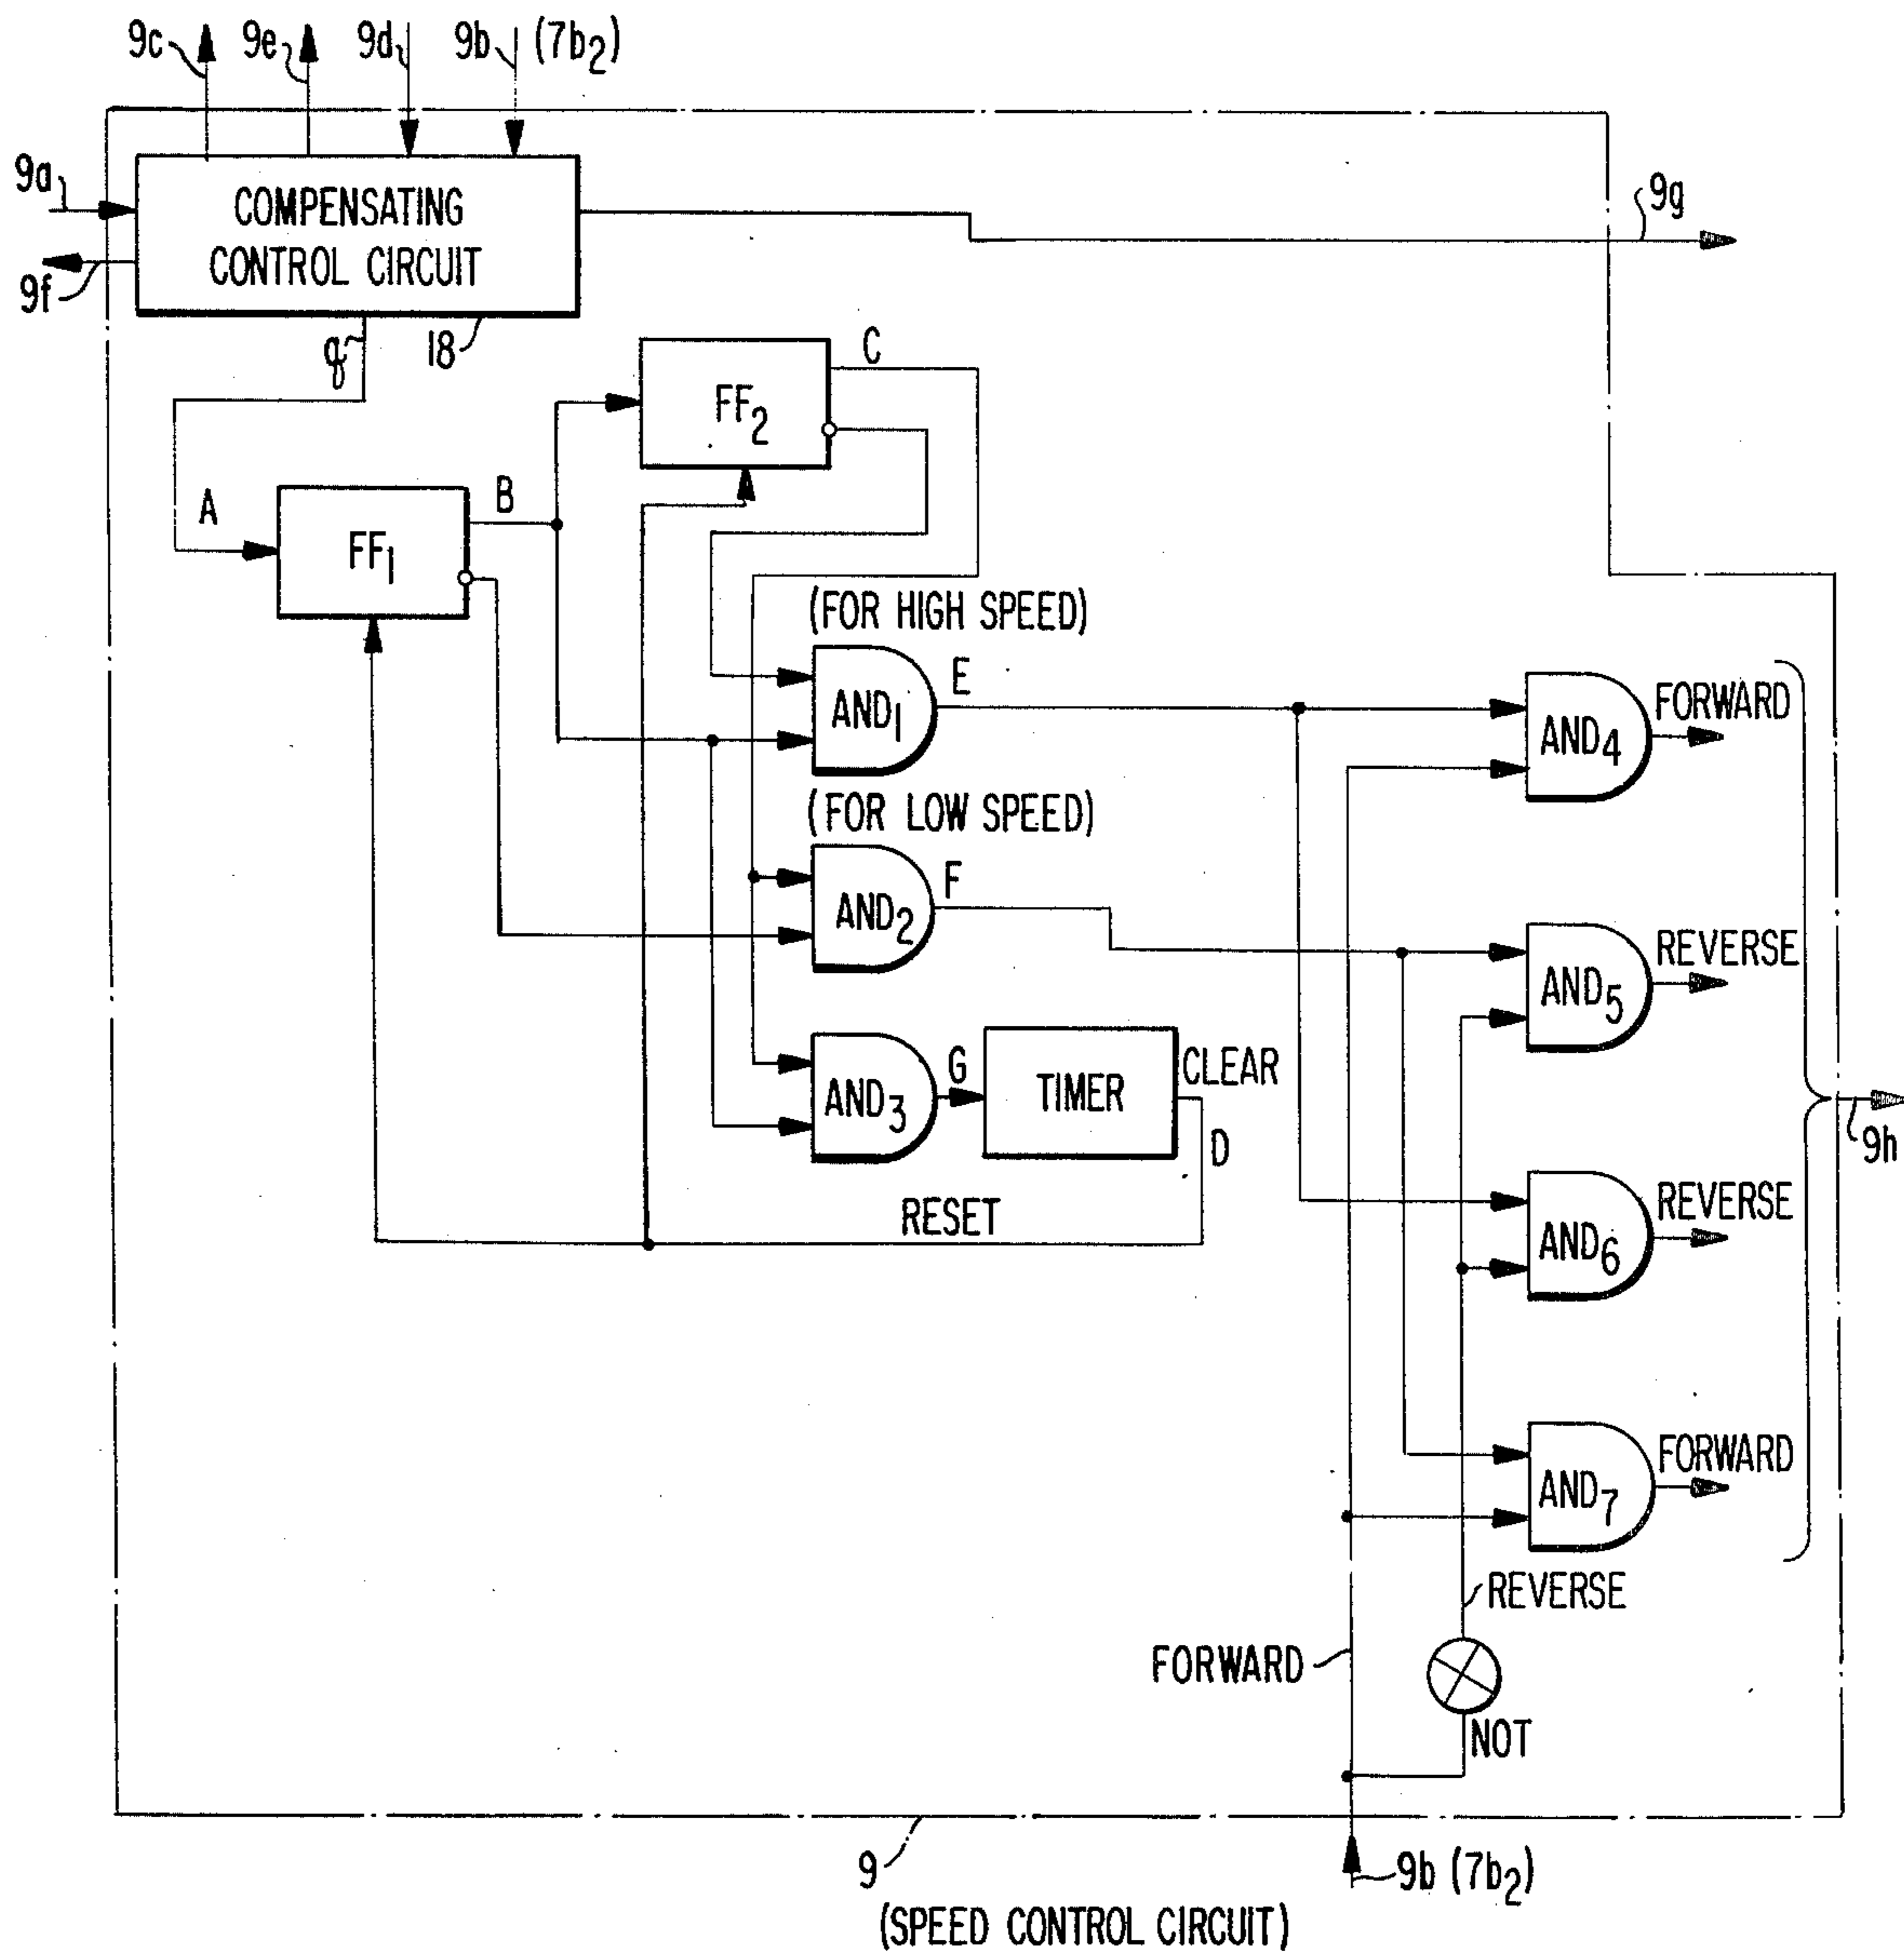 9c 9e 9d 9b (7b2)
9a
COMPENSATING
CONTROL CIRCUIT
9g
9f
q 18
C
FF2
A
B
FF1
(FOR HIGH SPEED)
AND1
E
AND4
FORWARD
(FOR LOW SPEED)
AND2
F
AND5
REVERSE
AND3
G
TIMER
CLEAR
D
9h
RESET
AND6
REVERSE
AND7
FORWARD
REVERSE
FORWARD
NOT
9
9b (7b2)
(SPEED CONTROL CIRCUIT)